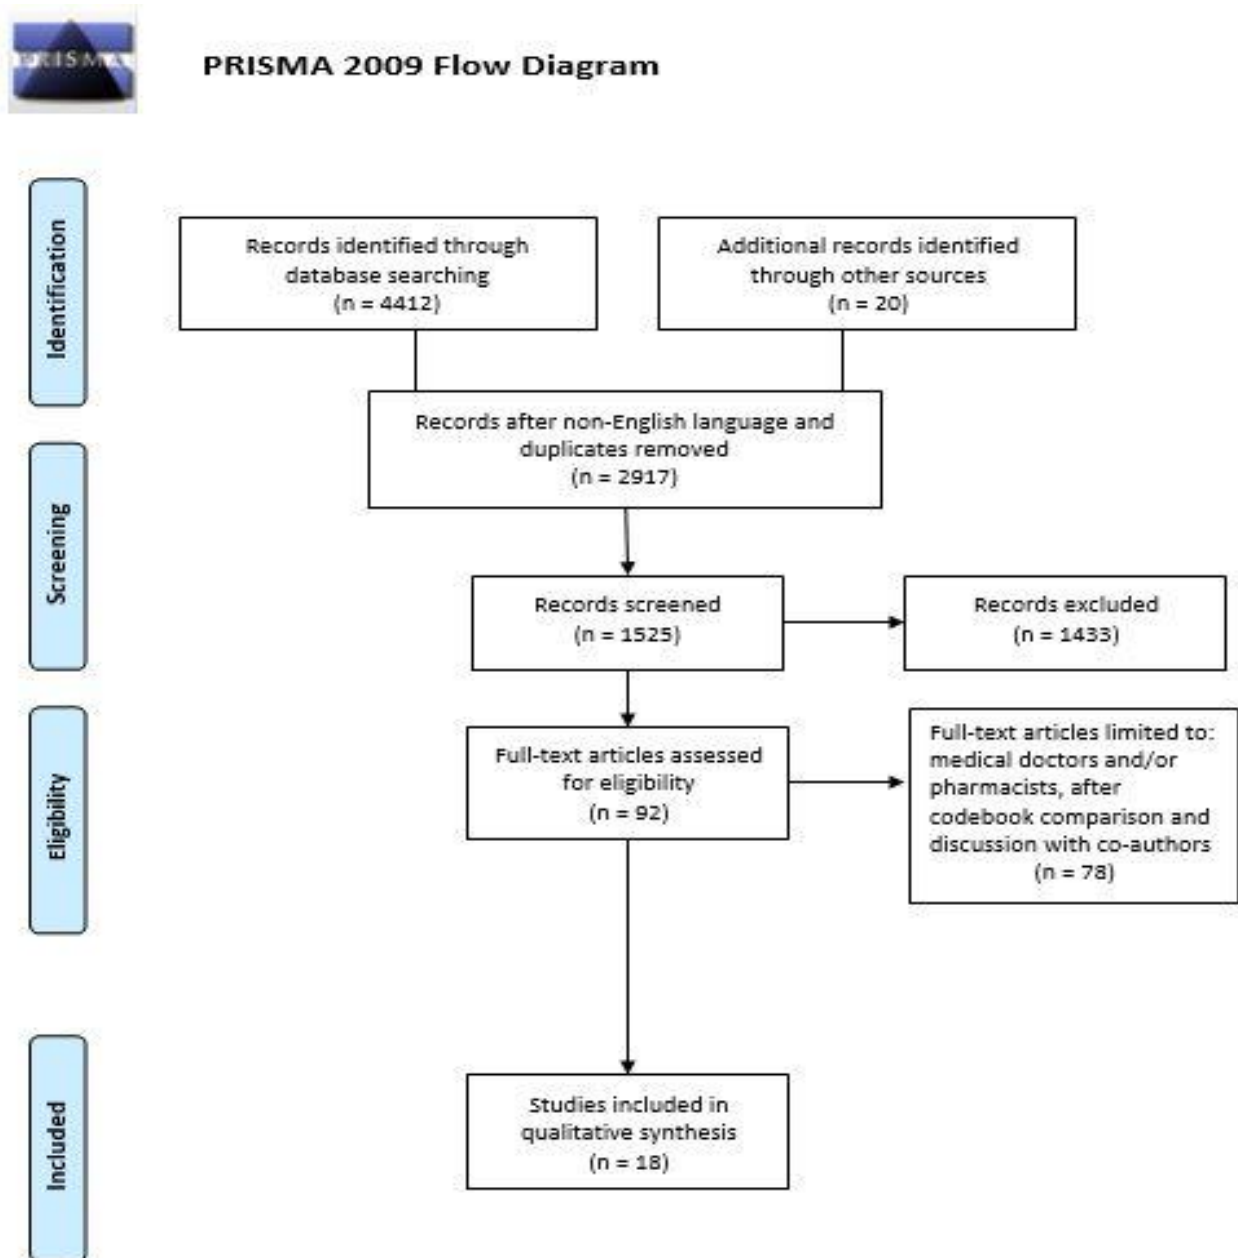 PRISMA
PRISMA 2009 Flow Diagram
Identification
Records identified through
database searching
(n = 4412)
Additional records identified
through other sources
(n = 20)
Records after non-English language and
duplicates removed
(n = 2917)
Screening
Records screened
(n = 1525)
Records excluded
(n = 1433)
Eligibility
Full-text articles assessed
for eligibility
(n = 92)
Full-text articles limited to:
medical doctors and/or
pharmacists, after
codebook comparison and
discussion with co-authors
(n = 78)
Included
Studies included in
qualitative synthesis
(n = 18)